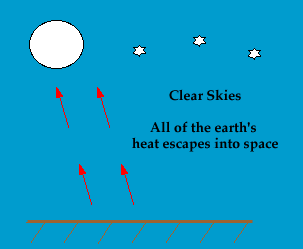 Clear Skies
All of the earth's
heat escapes into space